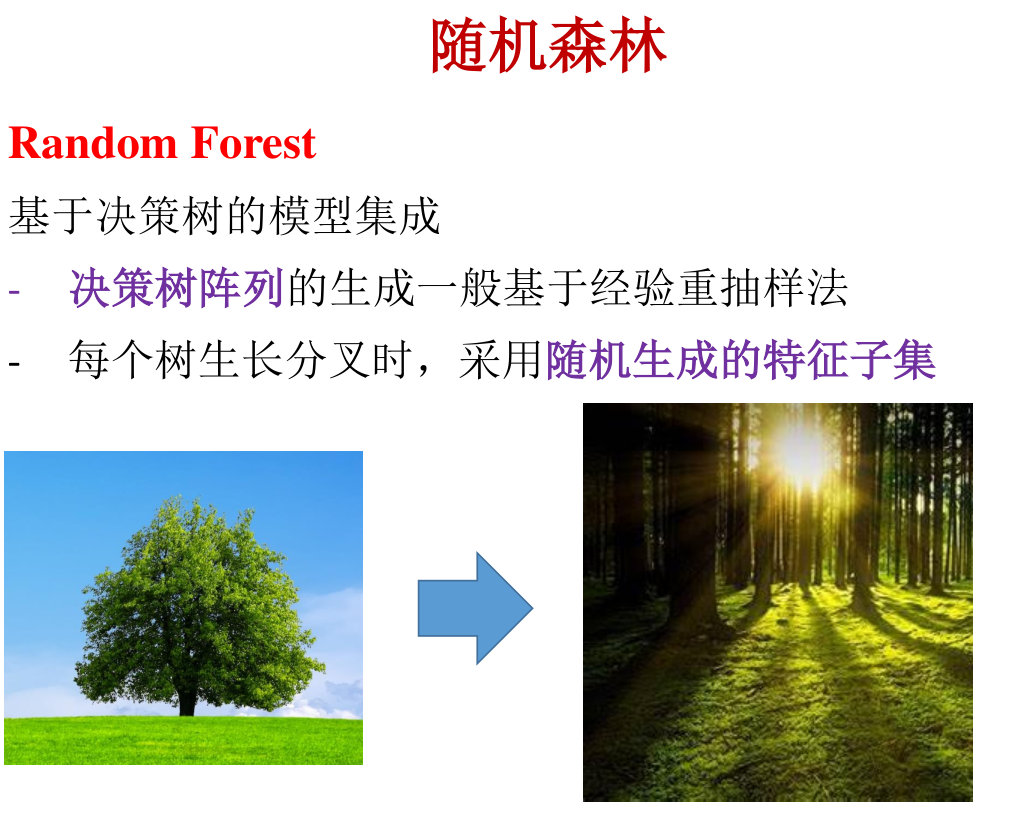 随机森林
Random Forest
基于决策树的模型集成
- 决策树阵列的生成一般基于经验重抽样法
- 每个树生长分叉时，采用随机生成的特征子集